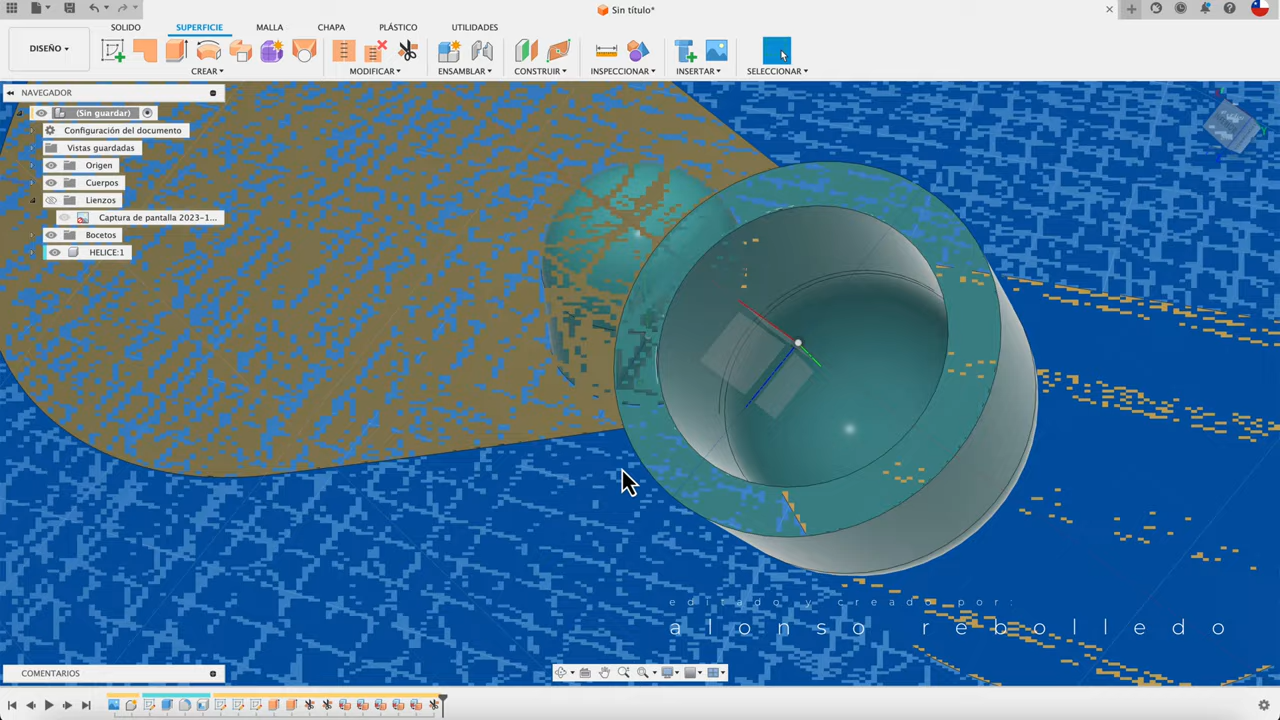 Sin título*
DISEÑO
SÓLIDO SUPERFICIE MALLA CHAPA PLÁSTICO UTILIDADES
CREAR MODIFICAR ENSAMBLAR CONSTRUIR INSPECCIONAR INSERTAR SELECCIONAR
NAVEGADOR
(Sin guardar)
Configuración del documento
Vistas guardadas
Origen
Cuerpos
Lienzos
Captura de pantalla 2023-1...
Bocetos
HELICE:1
editado y creado por:
alonso rebolledo
COMENTARIOS